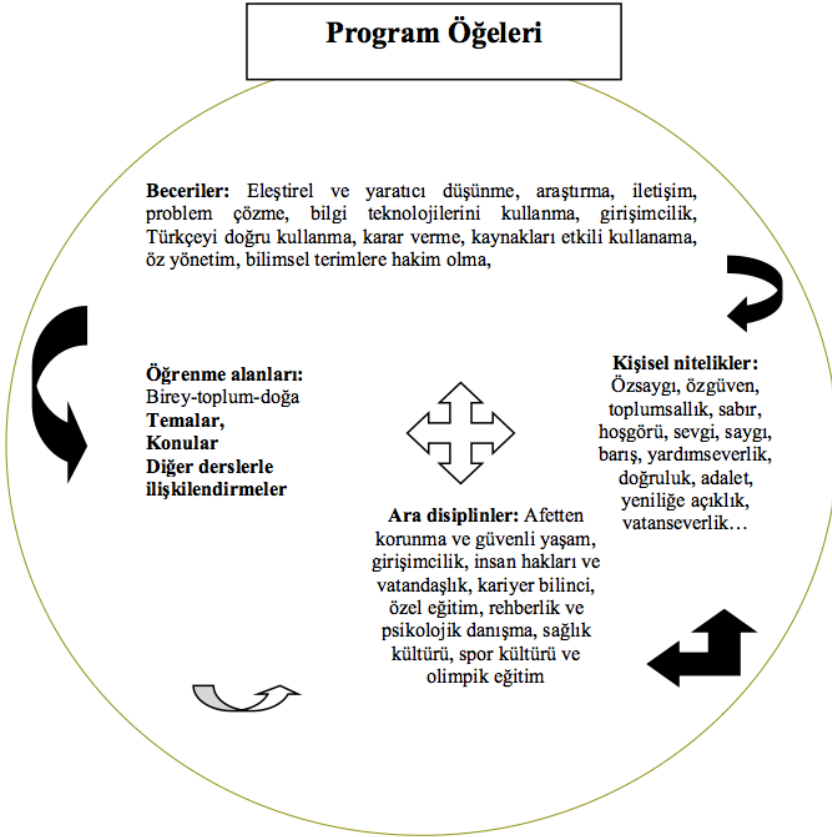 Program Öğeleri
Beceriler: Eleştirel ve yaratıcı düşünme, araştırma, iletişim,
problem çözme, bilgi teknolojilerini kullanma, girişimcilik,
Türkçeyi doğru kullanma, karar verme, kaynakları etkili kullanama,
öz yönetim, bilimsel terimlere hakim olma,
Öğrenme alanları:
Birey-toplum-doğa
Temalar,
Konular
Diğer derslerle
ilişkilendirmeler
Kişisel nitelikler:
Özsaygı, özgüven,
toplumsallık, sabır,
hoşgörü, sevgi, saygı,
barış, yardımseverlik,
doğruluk, adalet,
yeniliğe açıklık,
vatanseverlik…
Ara disiplinler: Afetten
korunma ve güvenli yaşam,
girişimcilik, insan hakları ve
vatandaşlık, kariyer bilinci,
özel eğitim, rehberlik ve
psikolojik danışma, sağlık
kültürü, spor kültürü ve
olimpik eğitim